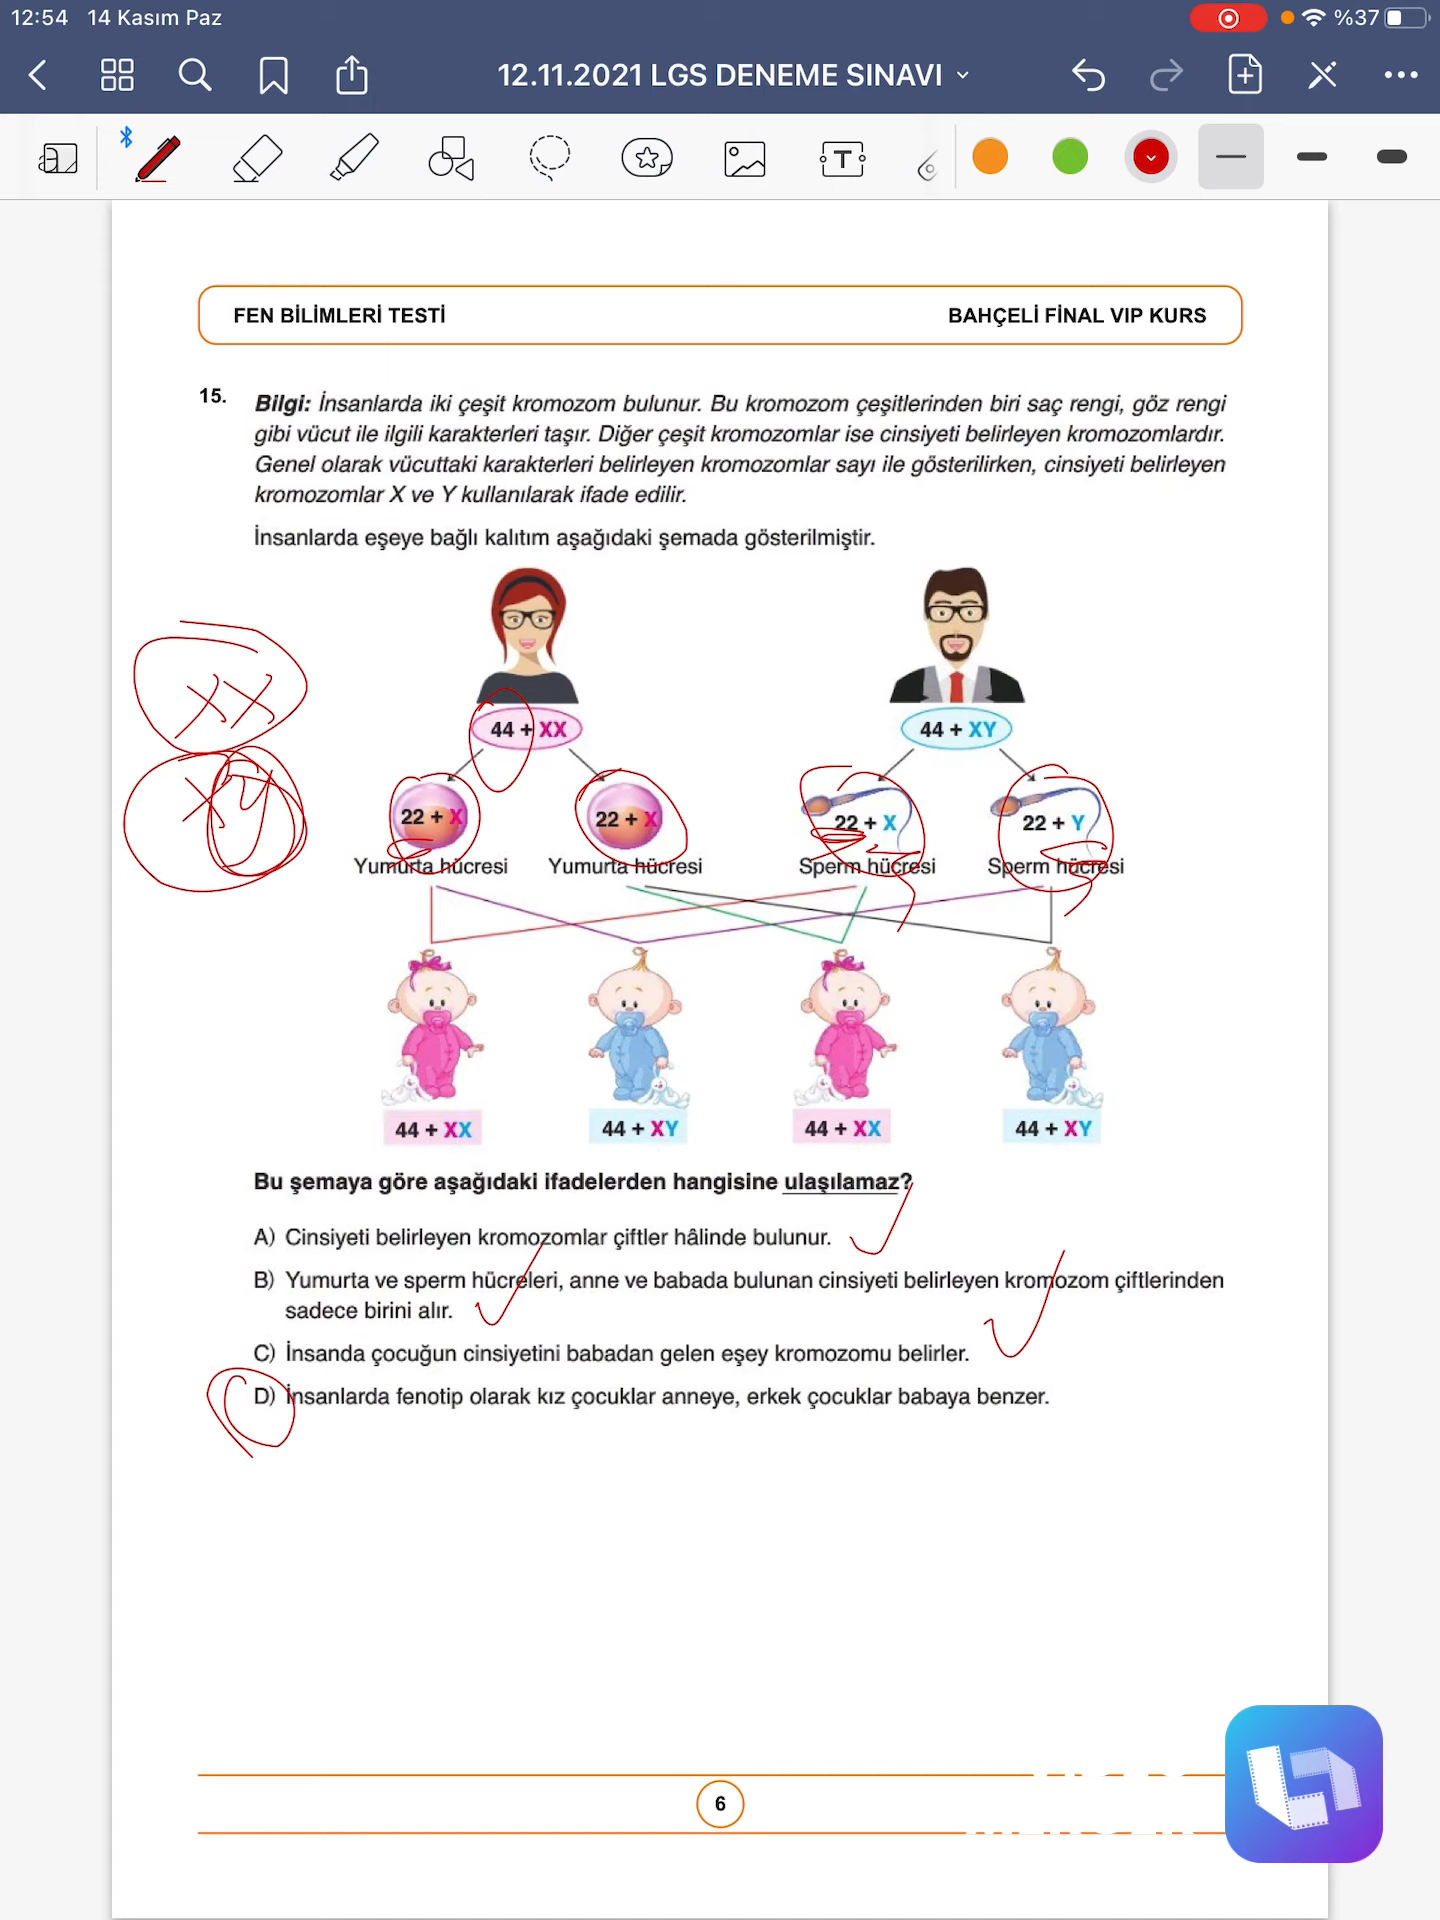 12:54 14 Kasım Paz
%37
12.11.2021 LGS DENEME SINAVI
FEN BİLİMLERİ TESTİ
BAHÇELİ FİNAL VIP KURS
15. Bilgi: İnsanlarda iki çeşit kromozom bulunur. Bu kromozom çeşitlerinden biri saç rengi, göz rengi
gibi vücut ile ilgili karakterleri taşır. Diğer çeşit kromozomlar ise cinsiyeti belirleyen kromozomlardır.
Genel olarak vücuttaki karakterleri belirleyen kromozomlar sayı ile gösterilirken, cinsiyeti belirleyen
kromozomlar X ve Y kullanılarak ifade edilir.
İnsanlarda eşeye bağlı kalıtım aşağıdaki şemada gösterilmiştir.
XX
XY
44 + XX
44 + XY
22 + X
22 + X
22 + X
22 + Y
Yumurta hücresi
Yumurta hücresi
Sperm hücresi
Sperm hücresi
44 + XX
44 + XY
44 + XX
44 + XY
Bu şemaya göre aşağıdaki ifadelerden hangisine ulaşılamaz?
A) Cinsiyeti belirleyen kromozomlar çiftler hâlinde bulunur.
B) Yumurta ve sperm hücreleri, anne ve babada bulunan cinsiyeti belirleyen kromozom çiftlerinden
sadece birini alır.
C) İnsanda çocuğun cinsiyetini babadan gelen eşey kromozomu belirler.
D) İnsanlarda fenotip olarak kız çocuklar anneye, erkek çocuklar babaya benzer.
6